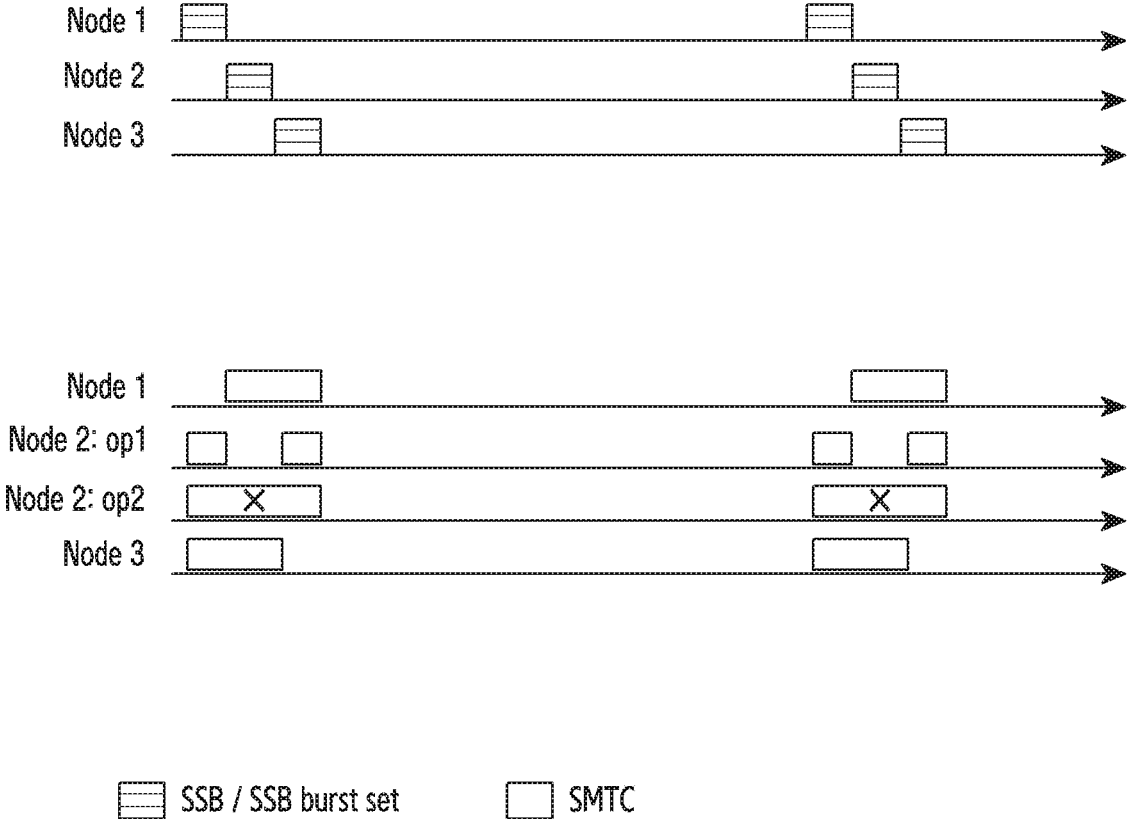 Node 1
Node 2
Node 3
Node 1
Node 2: op1
Node 2: op2
X X
Node 3
SSB / SSB burst set SMTC